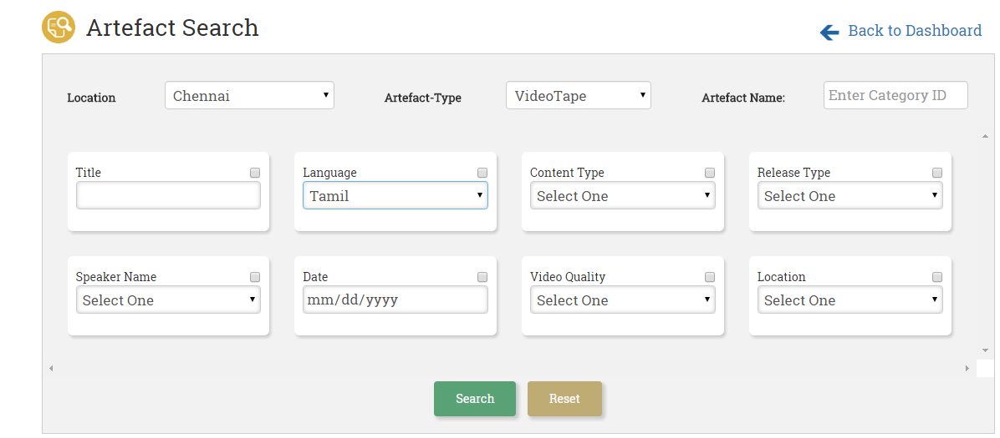 Artefact Search
Back to Dashboard
Location Chennai Artefact-Type VideoTape Artefact Name: Enter Category ID
Title Language Content Type Release Type
Tamil Select One Select One
Speaker Name Date Video Quality Location
Select One mm/dd/yyyy Select One Select One
Search Reset